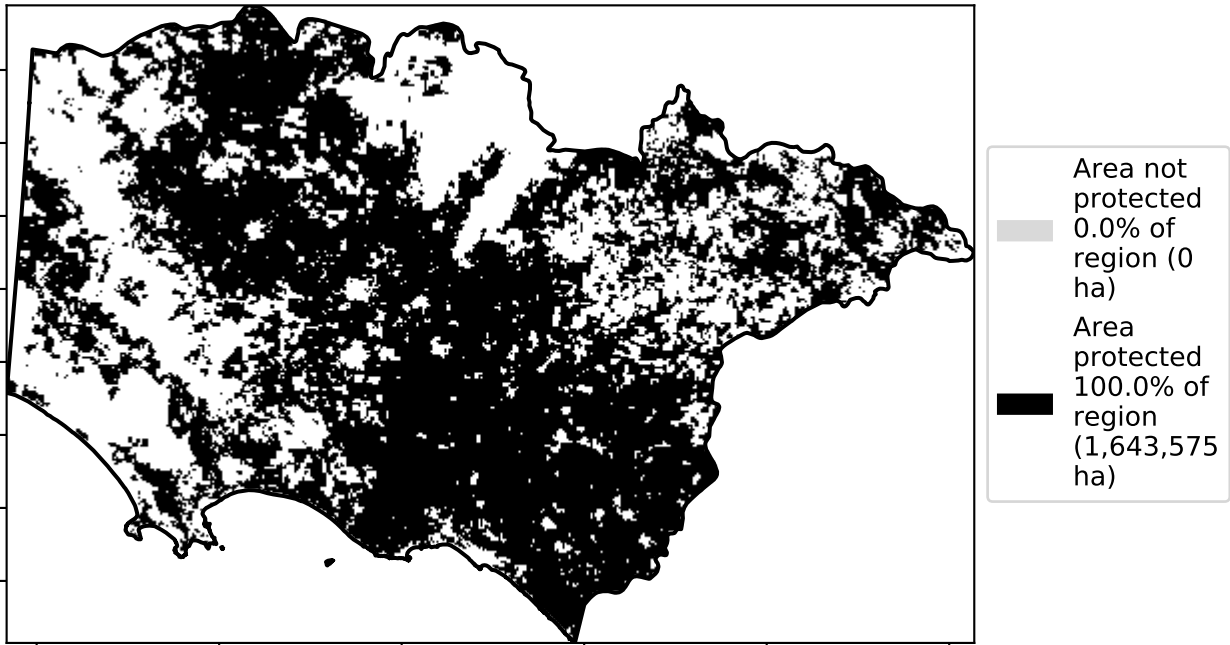 Area not
protected
0.0% of
region (0
ha)
Area
protected
100.0% of
region
(1,643,575
ha)